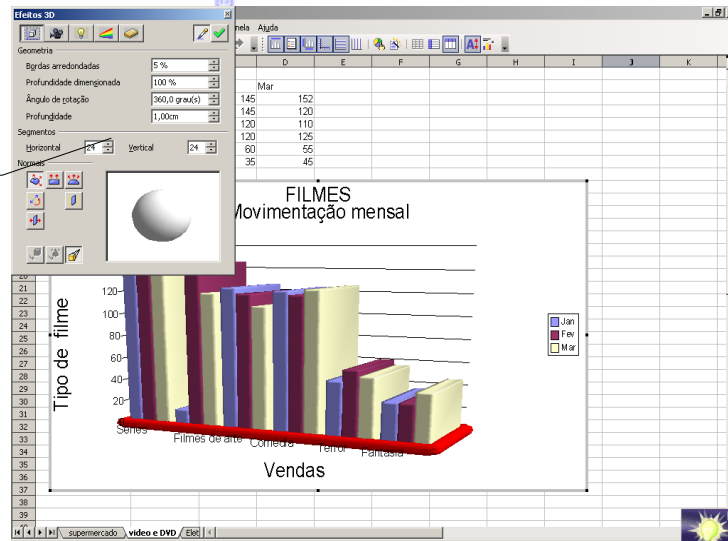 Efeitos 3D
nela Ajuda
Geometria
Bordas arredondadas 5 %
Profundidade dimensionada 100 %
Ângulo de rotação 360,0 grau(s)
Profundidade 1,00cm
Segmentos
Horizontal 24 Vertical 24
Normais
D E F G H I J K
Mar
145 152
145 120
120 110
120 125
60 55
35 45
FILMES
Movimentação mensal
Tipo de filme
120
100
80
60
40
20
Séries Filmes de arte Comédia Terror Fantasia
Vendas
Jan
Fev
Mar
21
22
23
24
25
26
27
28
29
30
31
32
33
34
35
36
37
38
39
supermercado video e DVD Elet